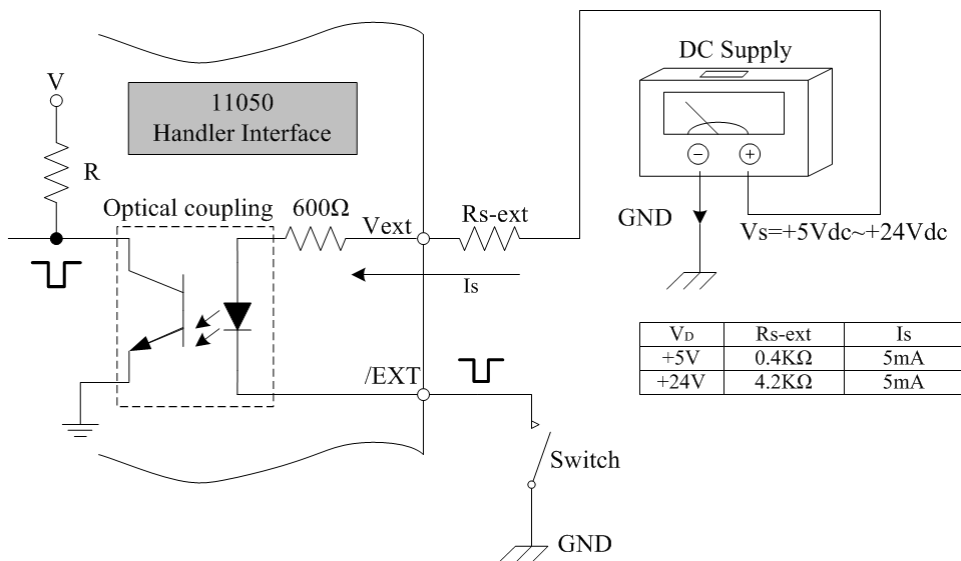 DC Supply
V
11050
Handler Interface
R
Optical coupling
600Ω
Vext
Rs-ext
− +
GND
Vs=+5Vdc~+24Vdc
Is
VD Rs-ext Is
+5V 0.4KΩ 5mA
+24V 4.2KΩ 5mA
/EXT
Switch
GND